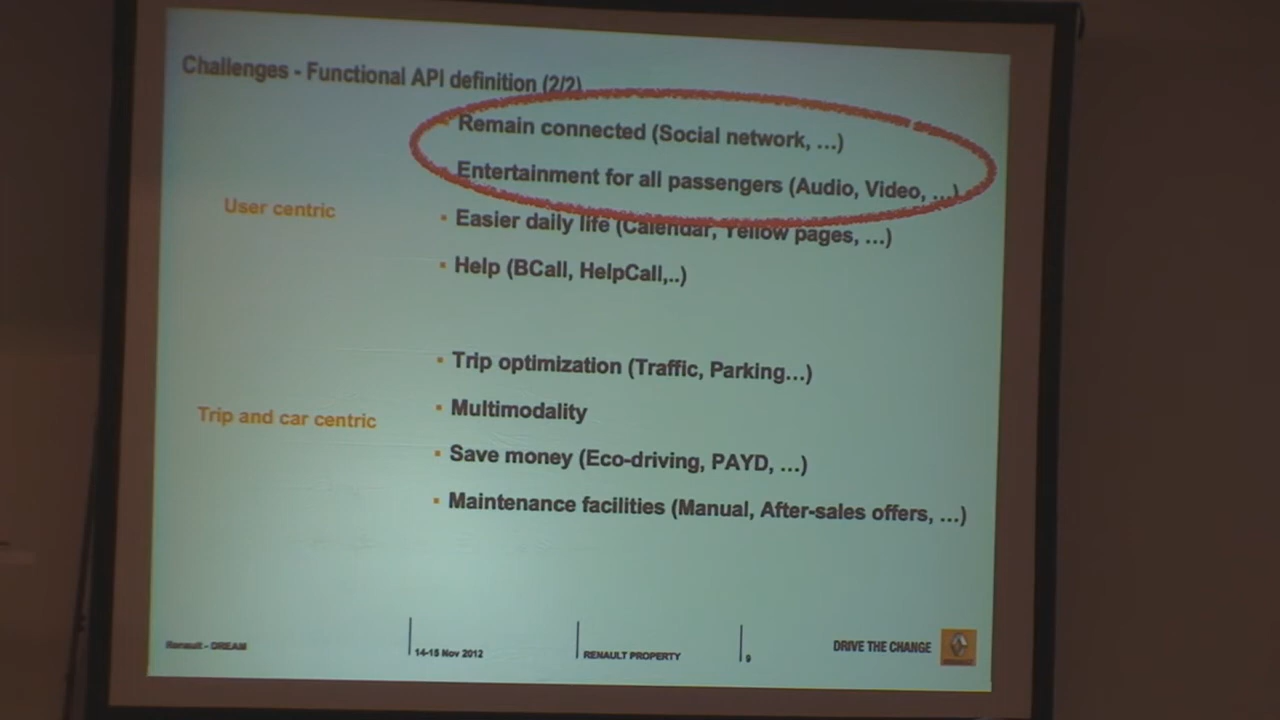 Challenges - Functional API definition (2/2)
Remain connected (Social network, ...)
Entertainment for all passengers (Audio, Video, ...)
User centric
Easier daily life (Calendar, Yellow pages, ...)
Help (BCall, HelpCall,..)
Trip optimization (Traffic, Parking...)
Trip and car centric
Multimodality
Save money (Eco-driving, PAYD, ...)
Maintenance facilities (Manual, After-sales offers, ...)
Renault - DREAM
14-15 Nov 2012
RENAULT PROPERTY
9
DRIVE THE CHANGE
RENAULT